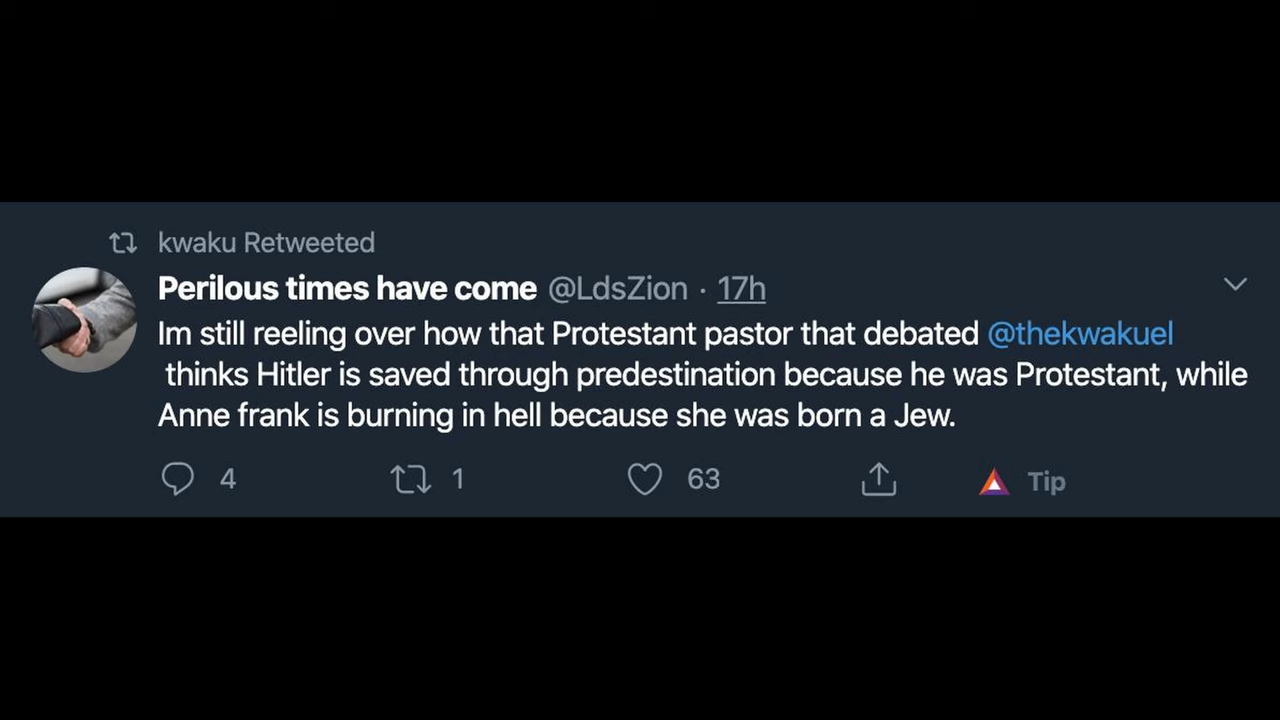 kwaku Retweeted
Perilous times have come @LdsZion · 17h
Im still reeling over how that Protestant pastor that debated @thekwakuel
thinks Hitler is saved through predestination because he was Protestant, while
Anne frank is burning in hell because she was born a Jew.
4 1 63 Tip